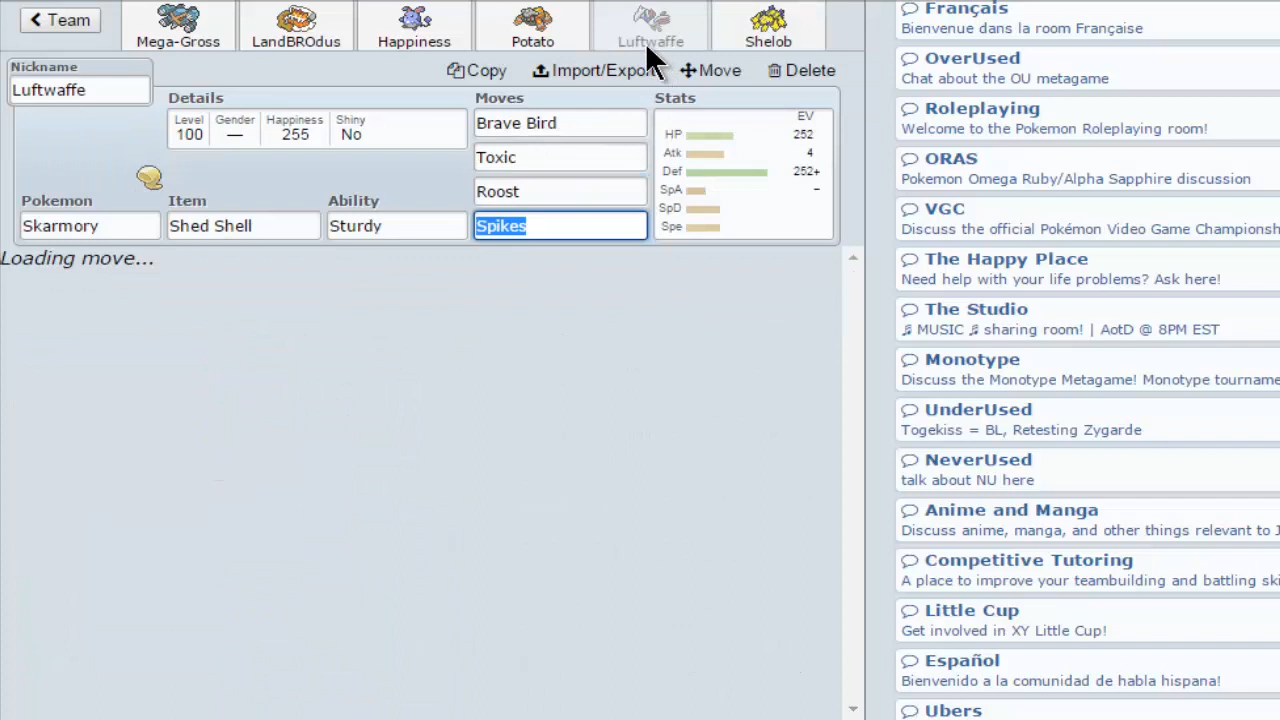 Team
Mega-Gross
LandBROdus
Happiness
Potato
Luftwaffe
Shelob
Copy
Import/Export
Move
Delete
Nickname
Luftwaffe
Details
Level
100
Gender
—
Happiness
255
Shiny
No
Pokemon
Skarmory
Item
Shed Shell
Ability
Sturdy
Moves
Brave Bird
Toxic
Roost
Spikes
Stats
EV
HP 252
Atk 4
Def 252+
SpA –
SpD
Spe
Loading move...
Français
Bienvenue dans la room Française
OverUsed
Chat about the OU metagame
Roleplaying
Welcome to the Pokemon Roleplaying room!
ORAS
Pokemon Omega Ruby/Alpha Sapphire discussion
VGC
Discuss the official Pokémon Video Game Championsh
The Happy Place
Need help with your life problems? Ask here!
The Studio
♫ MUSIC ♫ sharing room! | AotD @ 8PM EST
Monotype
Discuss the Monotype Metagame! Monotype tourname
UnderUsed
Togekiss = BL, Retesting Zygarde
NeverUsed
talk about NU here
Anime and Manga
Discuss anime, manga, and other things relevant to J
Competitive Tutoring
A place to improve your teambuilding and battling ski
Little Cup
Get involved in XY Little Cup!
Español
Bienvenido a la comunidad de habla hispana!
Ubers